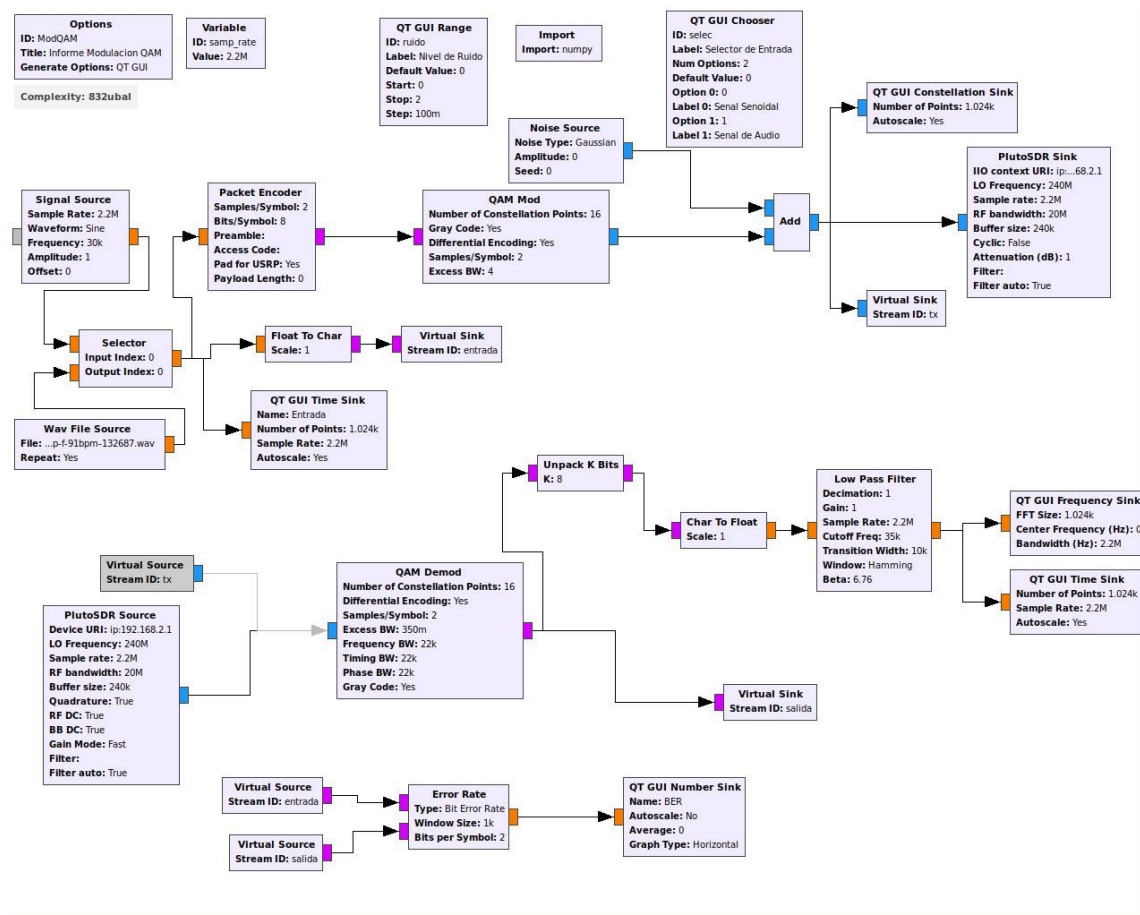 Options
ID: ModQAM
Title: Informe Modulacion QAM
Generate Options: QT GUI
Complexity: 832ubal
Variable
ID: samp_rate
Value: 2.2M
QT GUI Range
ID: ruido
Label: Nivel de Ruido
Default Value: 0
Start: 0
Stop: 2
Step: 100m
Import
Import: numpy
QT GUI Chooser
ID: selec
Label: Selector de Entrada
Num Options: 2
Default Value: 0
Option 0: 0
Label 0: Senal Senoidal
Option 1: 1
Label 1: Senal de Audio
QT GUI Constellation Sink
Number of Points: 1.024k
Autoscale: Yes
Noise Source
Noise Type: Gaussian
Amplitude: 0
Seed: 0
PlutoSDR Sink
IIO context URI: ip:...68.2.1
LO Frequency: 240M
Sample rate: 2.2M
RF bandwidth: 20M
Buffer size: 240k
Cyclic: False
Attenuation (dB): 1
Filter:
Filter auto: True
Signal Source
Sample Rate: 2.2M
Waveform: Sine
Frequency: 30k
Amplitude: 1
Offset: 0
Packet Encoder
Samples/Symbol: 2
Bits/Symbol: 8
Preamble:
Access Code:
Pad for USRP: Yes
Payload Length: 0
QAM Mod
Number of Constellation Points: 16
Gray Code: Yes
Differential Encoding: Yes
Samples/Symbol: 2
Excess BW: 4
Add
Virtual Sink
Stream ID: tx
Selector
Input Index: 0
Output Index: 0
Float To Char
Scale: 1
Virtual Sink
Stream ID: entrada
QT GUI Time Sink
Name: Entrada
Number of Points: 1.024k
Sample Rate: 2.2M
Autoscale: Yes
Wav File Source
File: ...p-f-91bpm-132687.wav
Repeat: Yes
Unpack K Bits
K: 8
Char To Float
Scale: 1
Low Pass Filter
Decimation: 1
Gain: 1
Sample Rate: 2.2M
Cutoff Freq: 35k
Transition Width: 10k
Window: Hamming
Beta: 6.76
QT GUI Frequency Sink
FFT Size: 1.024k
Center Frequency (Hz): 0
Bandwidth (Hz): 2.2M
QT GUI Time Sink
Number of Points: 1.024k
Sample Rate: 2.2M
Autoscale: Yes
Virtual Source
Stream ID: tx
PlutoSDR Source
Device URI: ip:192.168.2.1
LO Frequency: 240M
Sample rate: 2.2M
RF bandwidth: 20M
Buffer size: 240k
Quadrature: True
RF DC: True
BB DC: True
Gain Mode: Fast
Filter:
Filter auto: True
QAM Demod
Number of Constellation Points: 16
Differential Encoding: Yes
Samples/Symbol: 2
Excess BW: 350m
Frequency BW: 22k
Timing BW: 22k
Phase BW: 22k
Gray Code: Yes
Virtual Sink
Stream ID: salida
Virtual Source
Stream ID: entrada
Virtual Source
Stream ID: salida
Error Rate
Type: Bit Error Rate
Window Size: 1k
Bits per Symbol: 2
QT GUI Number Sink
Name: BER
Autoscale: No
Average: 0
Graph Type: Horizontal